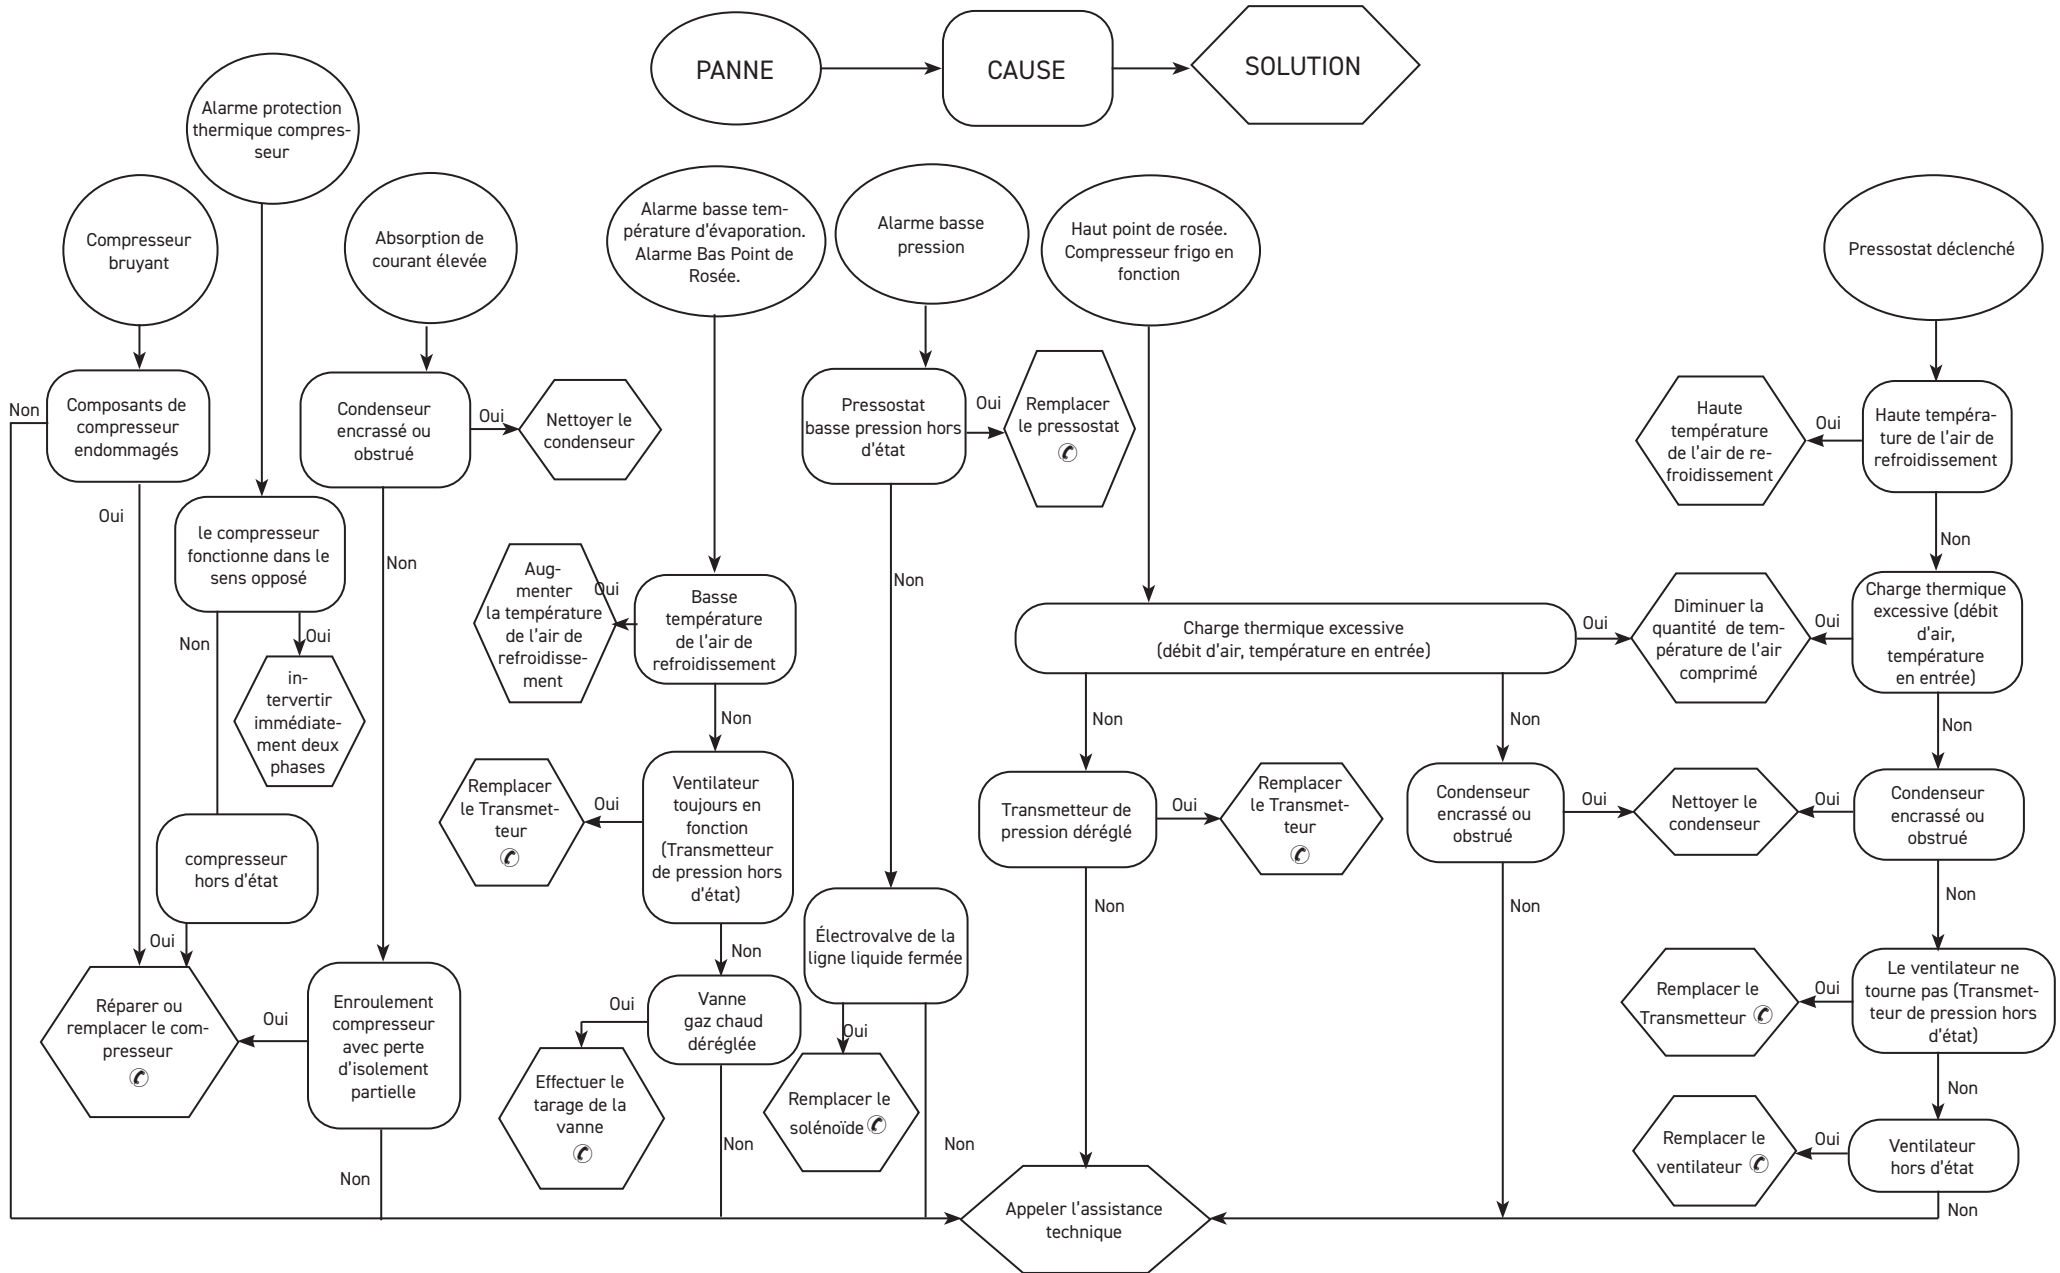 PANNE
CAUSE
SOLUTION
Alarme protection
thermique compres-
seur
Compresseur
bruyant
Absorption de
courant élevée
Alarme basse tem-
pérature d'évaporation.
Alarme Bas Point de
Rosée.
Alarme basse
pression
Haut point de rosée.
Compresseur frigo en
fonction
Pressostat déclenché
Non
Composants de
compresseur
endommagés
Oui
Condenseur
encrassé ou
obstrué
Oui
Nettoyer le
condenseur
Non
Pressostat
basse pression hors
d'état
Oui
Remplacer
le pressostat
✆
Non
Haute
température
de l'air de re-
froidissement
Oui
Haute tempéra-
ture de l'air de
refroidissement
Non
le compresseur
fonctionne dans le
sens opposé
Non
Oui
in-
tervertir
immédiate-
ment deux
phases
Aug-
menter
la température
de l'air de
refroidisse-
ment
Oui
Basse
température
de l'air de
refroidissement
Non
Charge thermique excessive
(débit d'air, température en entrée)
Oui
Diminuer la
quantité  de tem-
pérature de l'air
comprimé
Oui
Charge thermique
excessive (débit
d'air,
température
en entrée)
Non
Non
Non
Remplacer
le Transmet-
teur
✆
Oui
Ventilateur
toujours en
fonction
(Transmetteur
de pression hors
d'état)
Non
Transmetteur de
pression déréglé
Oui
Remplacer
le Transmet-
teur
✆
Non
Condenseur
encrassé ou
obstrué
Oui
Nettoyer le
condenseur
Oui
Condenseur
encrassé ou
obstrué
Non
Non
compresseur
hors d'état
Oui
Réparer ou
remplacer le com-
presseur
✆
Oui
Enroulement
compresseur
avec perte
d'isolement
partielle
Non
Oui
Vanne
gaz chaud
déréglée
Effectuer le
tarage de la
vanne
✆
Non
Électrovalve de la
ligne liquide fermée
Oui
Remplacer le
solénoïde ✆
Non
Remplacer le
Transmetteur ✆
Oui
Le ventilateur ne
tourne pas (Transmet-
teur de pression hors
d'état)
Non
Remplacer le
ventilateur ✆
Oui
Ventilateur
hors d'état
Non
Appeler l'assistance
technique